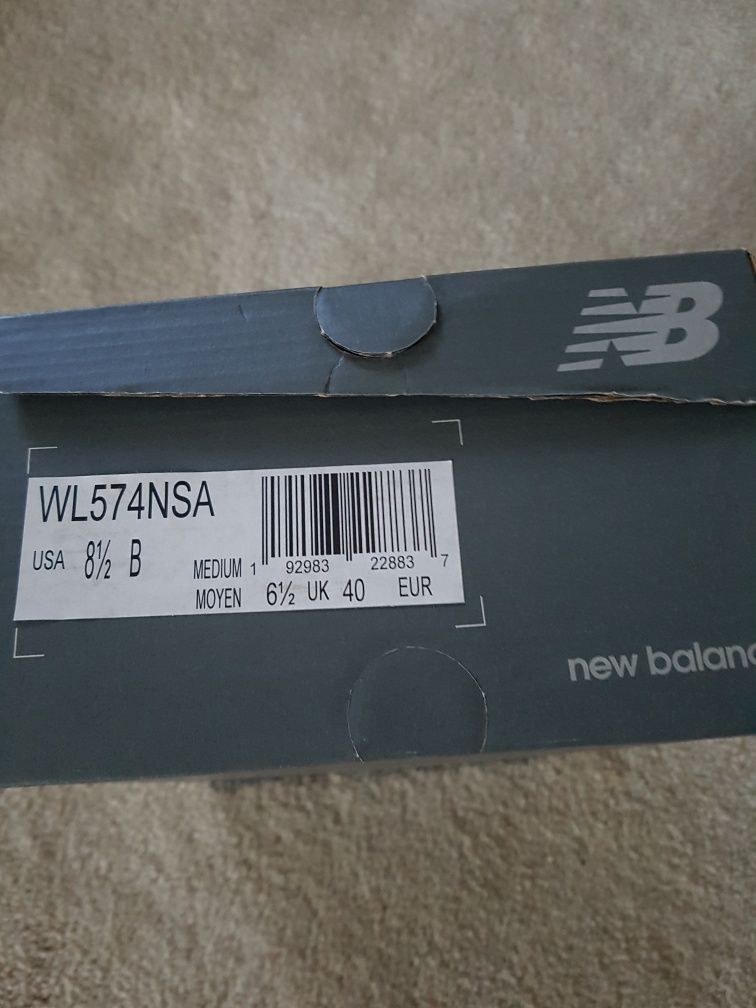 NB
WL574NSA
USA 8½ B
MEDIUM 1 92983 22883 7
MOYEN 6½ UK 40 EUR
new balanc